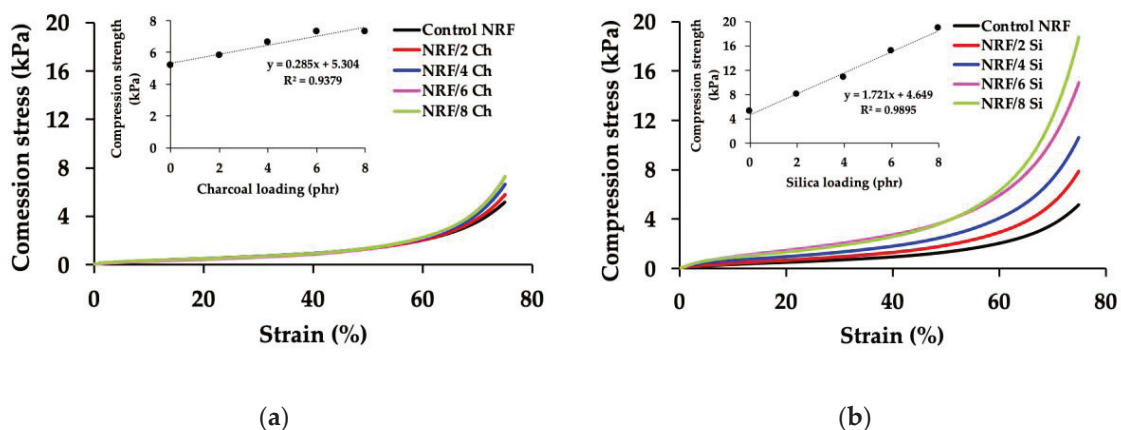 20
16
12
8
4
0
Comession stress (kPa)
0
20
40
60
80
Strain (%)
8
6
4
2
0
Compression strength
(kPa)
y = 0.285x + 5.304
R² = 0.9379
0
2
4
6
8
Charcoal loading (phr)
Control NRF
NRF/2 Ch
NRF/4 Ch
NRF/6 Ch
NRF/8 Ch
(a)
20
16
12
8
4
0
Compression stress (kPa)
0
20
40
60
80
Strain (%)
20
16
12
8
4
0
Compression strength
(kPa)
y = 1.721x + 4.649
R² = 0.9895
0
2
4
6
8
Silica loading (phr)
Control NRF
NRF/2 Si
NRF/4 Si
NRF/6 Si
NRF/8 Si
(b)